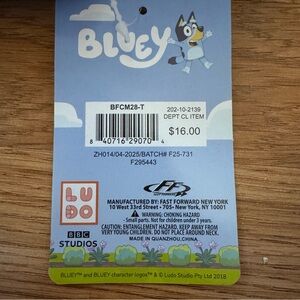 BLUEY
BFCM28-T
202-10-2139
DEPT CL ITEM
8 40716 29070 4
$16.00
ZH014/04-2025/BATCH# F25-731
F295443
LUDO
BBC
STUDIOS
FF
MANUFACTURED BY: FAST FORWARD NEW YORK
10 West 33rd Street • 705• New York, NY 10001
WARNING: CHOKING HAZARD
Small parts. Not for children under 3 years.
CAUTION: ENTANGLEMENT HAZARD. KEEP AWAY FROM
VERY YOUNG CHILDREN. DO NOT PLACE AROUND NECK.
MADE IN QUANZHOU, CHINA
BLUEY™ and BLUEY character logos™ & © Ludo Studio Pty Ltd 2018